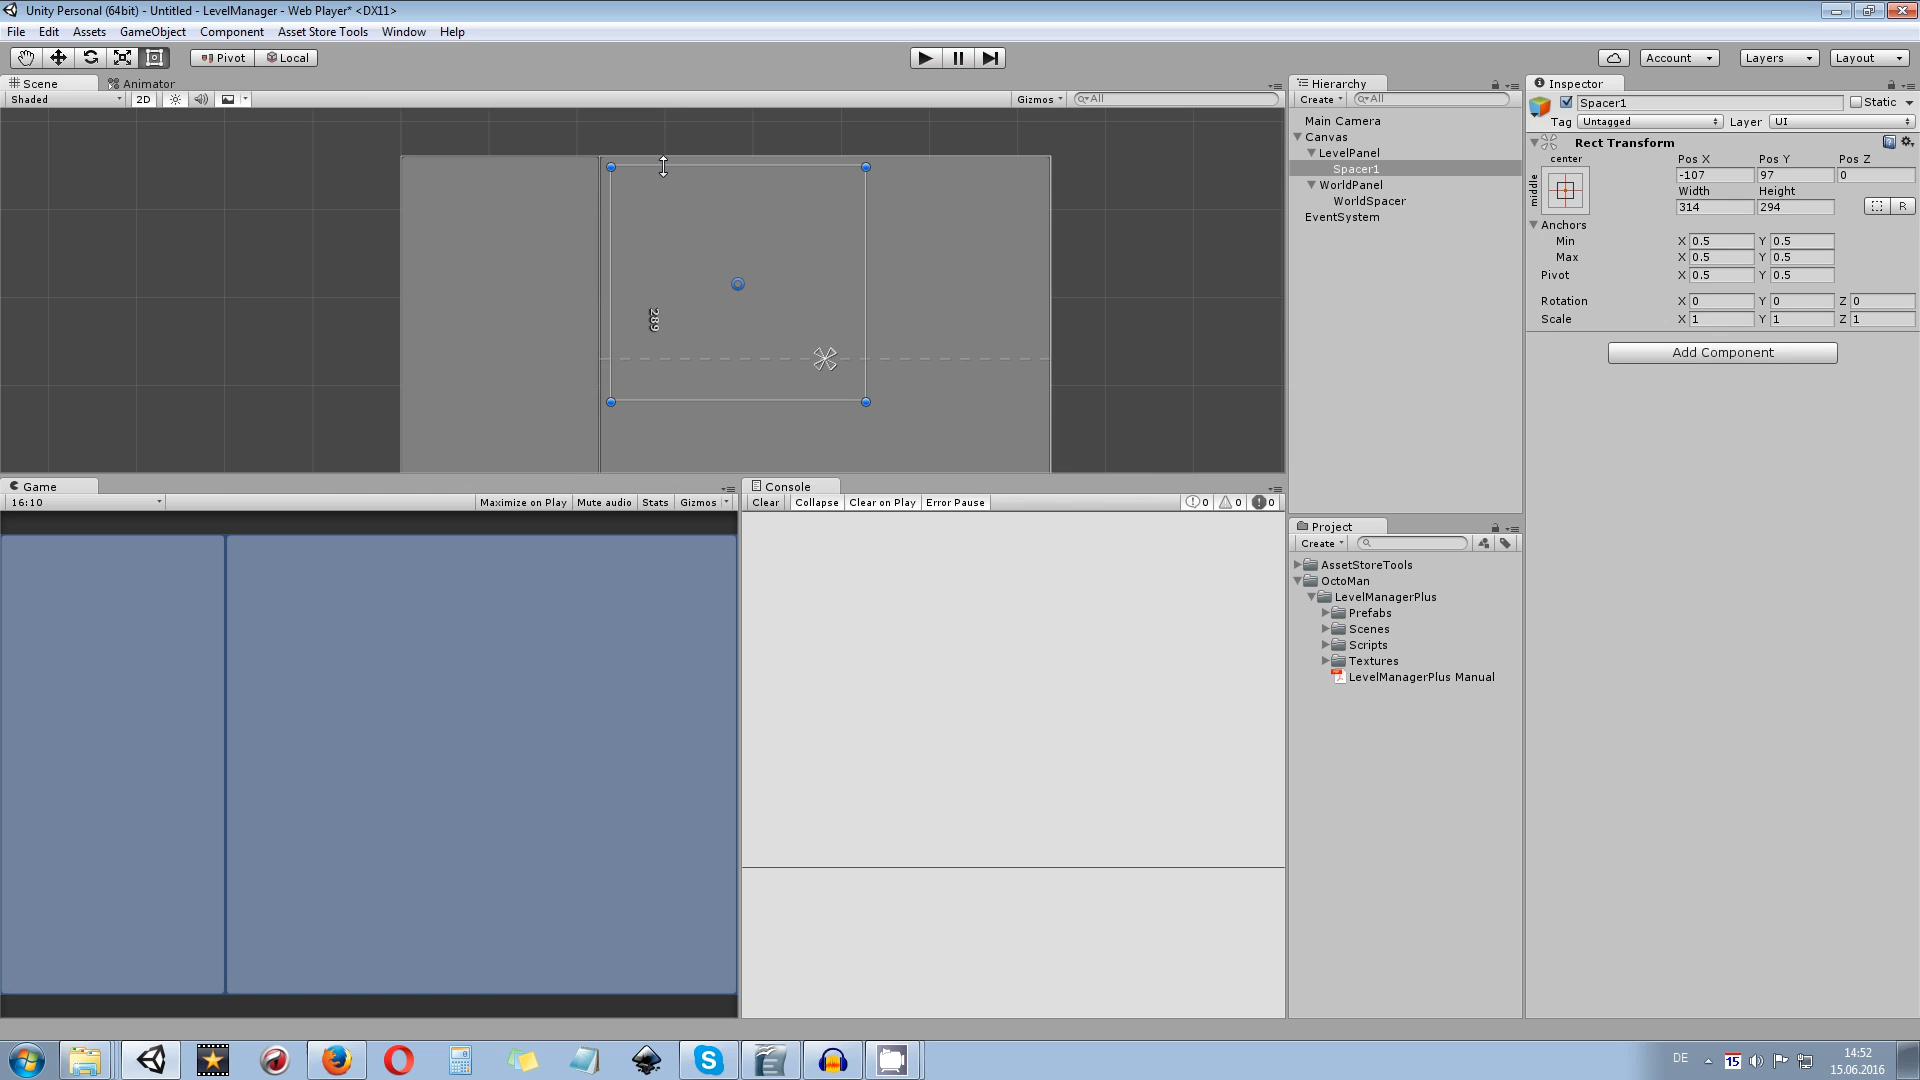 Unity Personal (64bit) - Untitled - LevelManager - Web Player* <DX11>
File Edit Assets GameObject Component Asset Store Tools Window Help
Pivot Local
Account Layers Layout
Scene Animator
Shaded 2D Gizmos All
289
Hierarchy
Create All
Main Camera
Canvas
LevelPanel
Spacer1
WorldPanel
WorldSpacer
EventSystem
Inspector
Spacer1 Static
Tag Untagged Layer UI
Rect Transform
center Pos X Pos Y Pos Z
-107 97 0
middle
Width Height
314 294 R
Anchors
Min X 0.5 Y 0.5
Max X 0.5 Y 0.5
Pivot X 0.5 Y 0.5
Rotation X 0 Y 0 Z 0
Scale X 1 Y 1 Z 1
Add Component
Game
16:10 Maximize on Play Mute audio Stats Gizmos
Console
Clear Collapse Clear on Play Error Pause 0 0 0
Project
Create
AssetStoreTools
OctoMan
LevelManagerPlus
Prefabs
Scenes
Scripts
Textures
LevelManagerPlus Manual
DE 15 14:52
15.06.2016